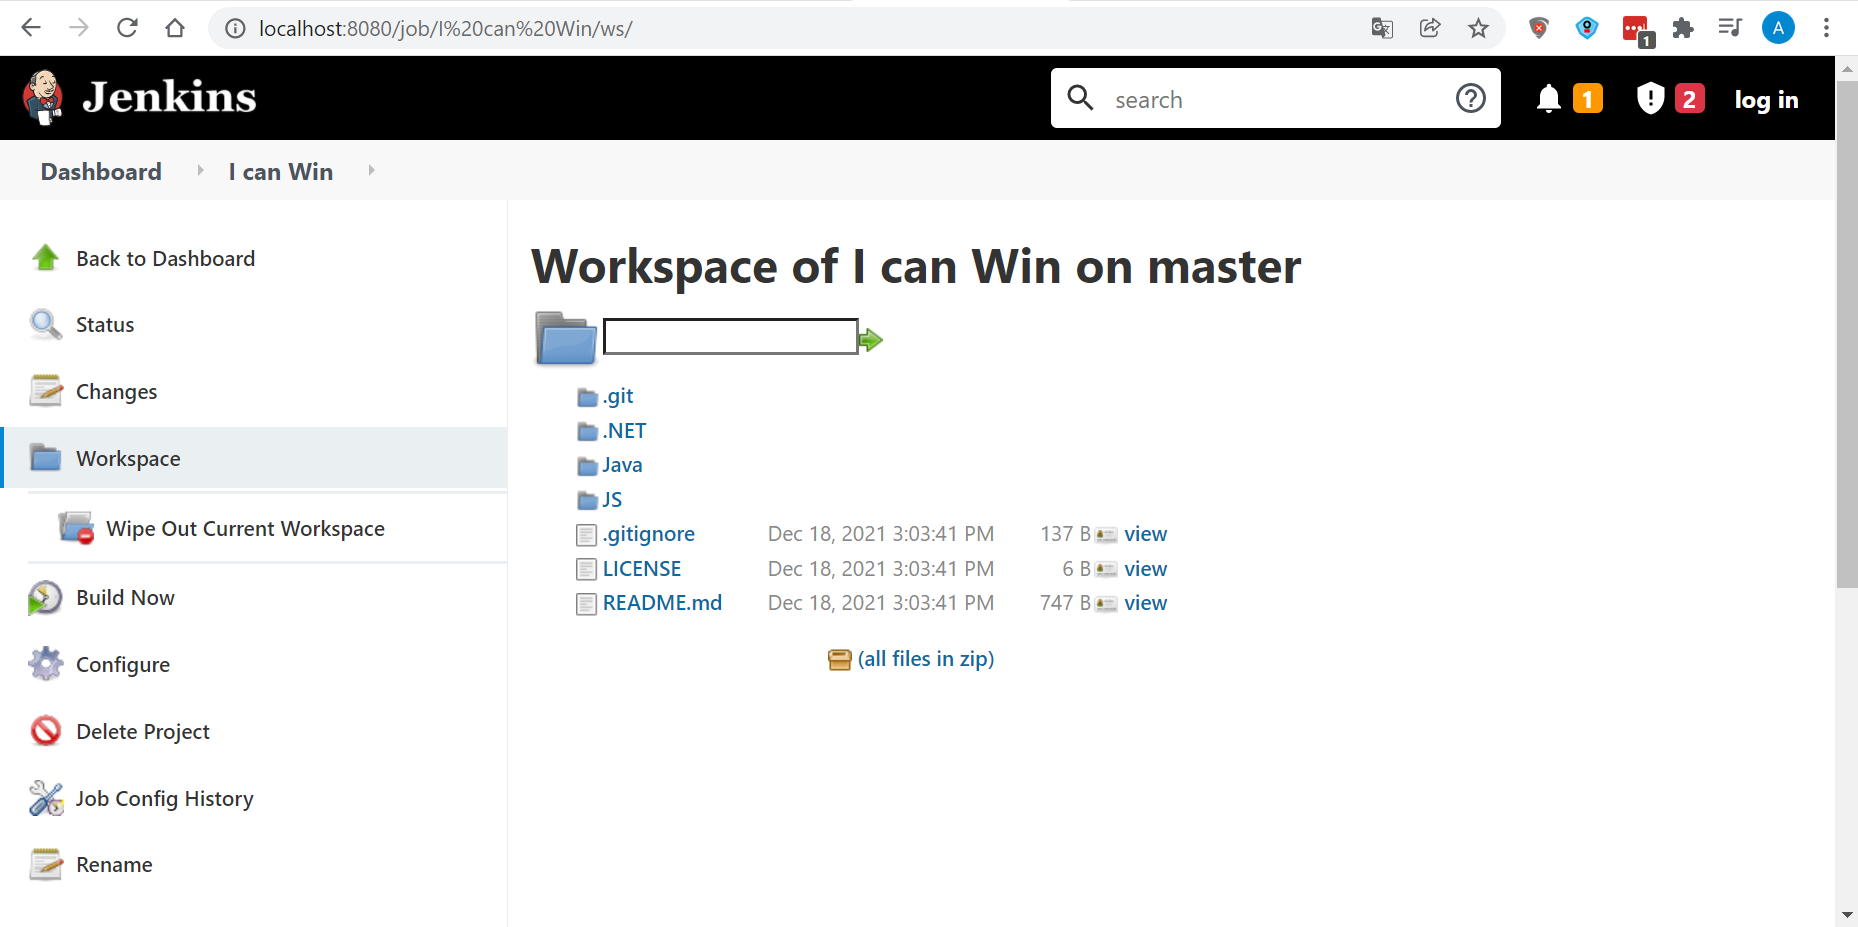 localhost:8080/job/I%20can%20Win/ws/
1
A
Jenkins
search
1
2
log in
Dashboard
I can Win
Back to Dashboard
Status
Changes
Workspace
Wipe Out Current Workspace
Build Now
Configure
Delete Project
Job Config History
Rename
Workspace of I can Win on master
.git
.NET
Java
JS
.gitignore Dec 18, 2021 3:03:41 PM 137 B view
LICENSE Dec 18, 2021 3:03:41 PM 6 B view
README.md Dec 18, 2021 3:03:41 PM 747 B view
(all files in zip)